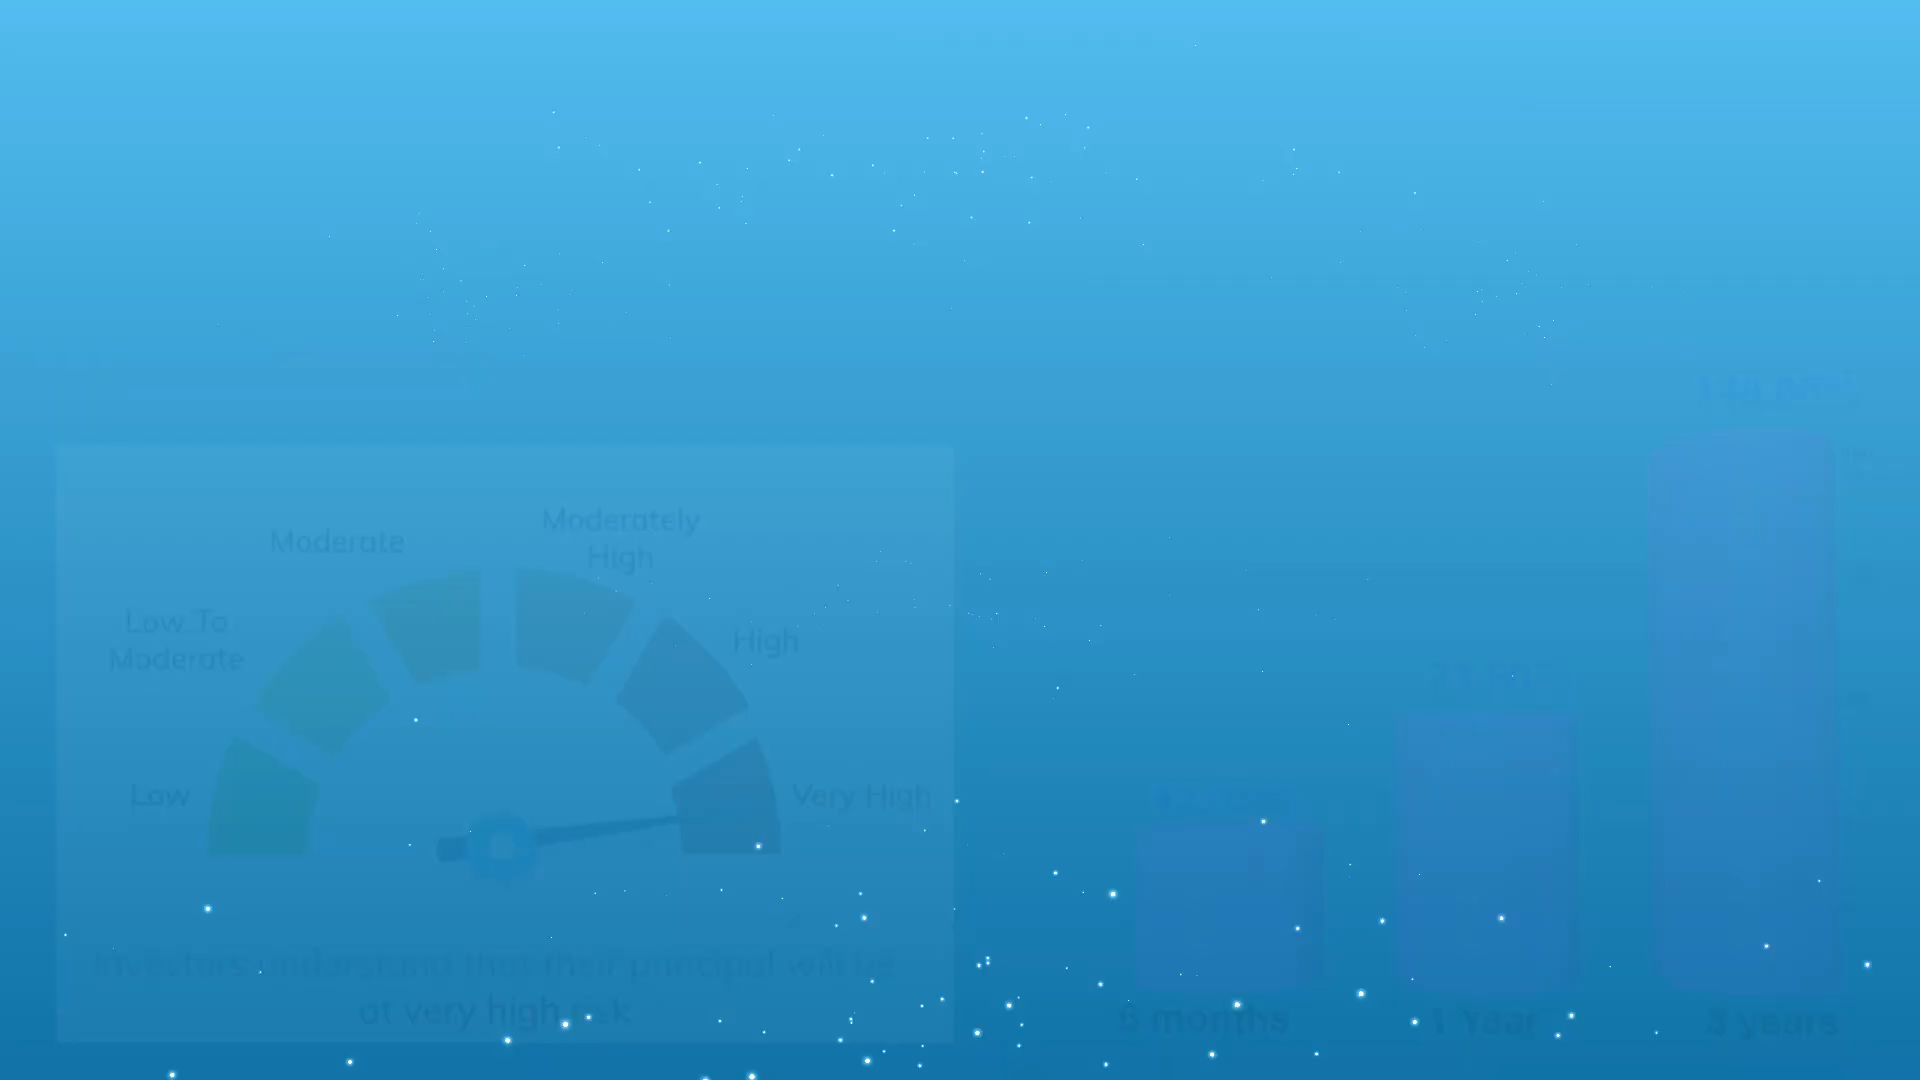 Moderately
Moderate
High
Low To
Moderate
High
Low
Very High
Investors understand that their principal will be
at very high risk
6 months
1 Year
3 years